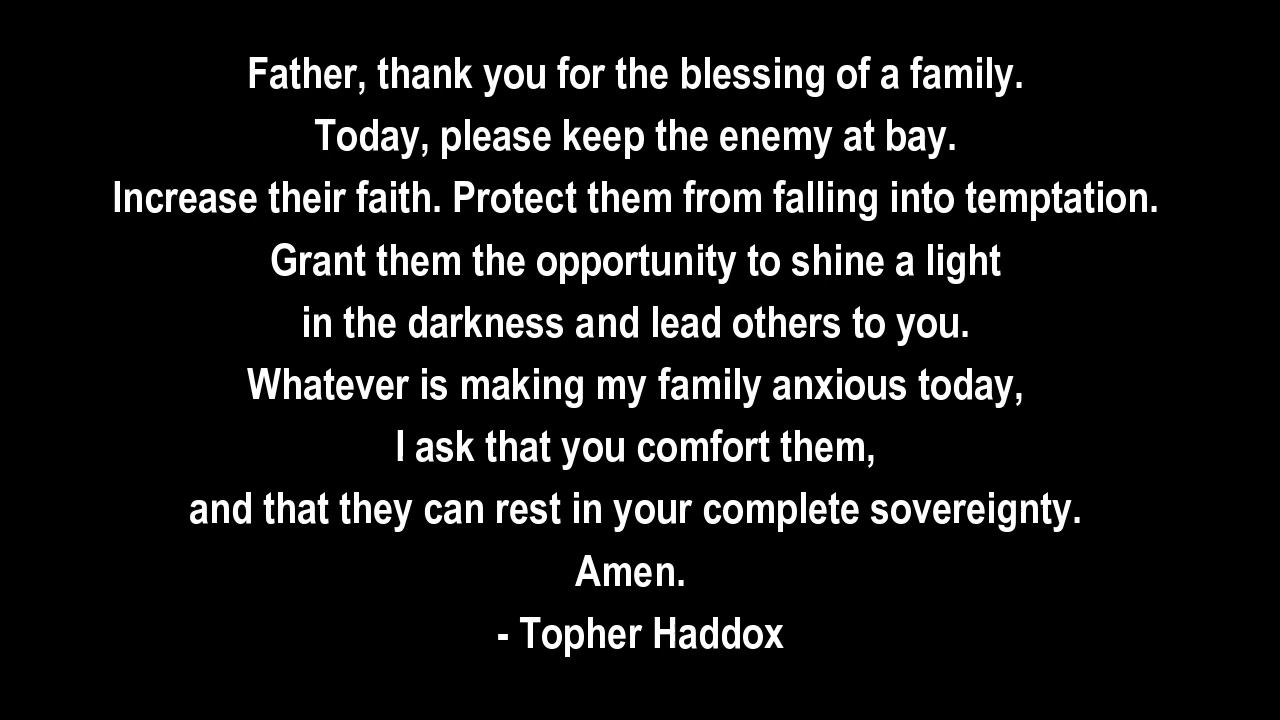 Father, thank you for the blessing of a family.
Today, please keep the enemy at bay.
Increase their faith. Protect them from falling into temptation.
Grant them the opportunity to shine a light
in the darkness and lead others to you.
Whatever is making my family anxious today,
I ask that you comfort them,
and that they can rest in your complete sovereignty.
Amen.
- Topher Haddox